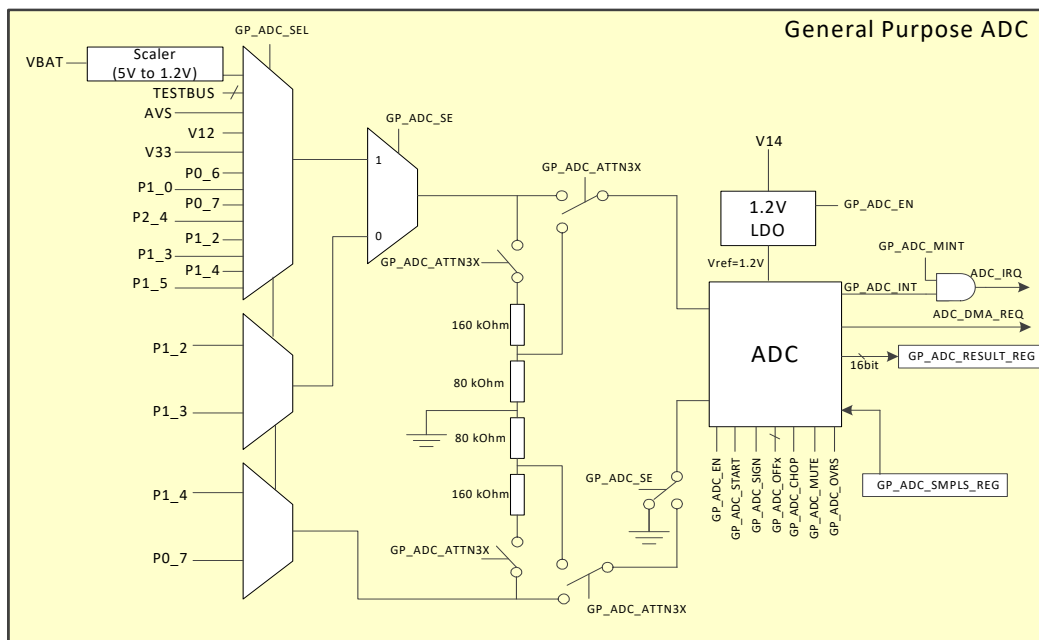 General Purpose ADC
GP_ADC_SEL
VBAT
Scaler
(5V to 1.2V)
TESTBUS
AVS
V12
V33
P0_6
P1_0
P0_7
P2_4
P1_2
P1_3
P1_4
P1_5
GP_ADC_SE
1
0
GP_ADC_ATTN3X
V14
1.2V
LDO
GP_ADC_EN
Vref=1.2V
GP_ADC_MINT
GP_ADC_INT
ADC_IRQ
ADC_DMA_REQ
ADC
16bit
GP_ADC_RESULT_REG
GP_ADC_SMPLS_REG
GP_ADC_ATTN3X
160 kOhm
80 kOhm
80 kOhm
160 kOhm
P1_2
P1_3
P1_4
P0_7
GP_ADC_SE
GP_ADC_ATTN3X
GP_ADC_ATTN3X
GP_ADC_EN
GP_ADC_START
GP_ADC_SIGN
GP_ADC_OFFx
GP_ADC_CHOP
GP_ADC_MUTE
GP_ADC_OVRS